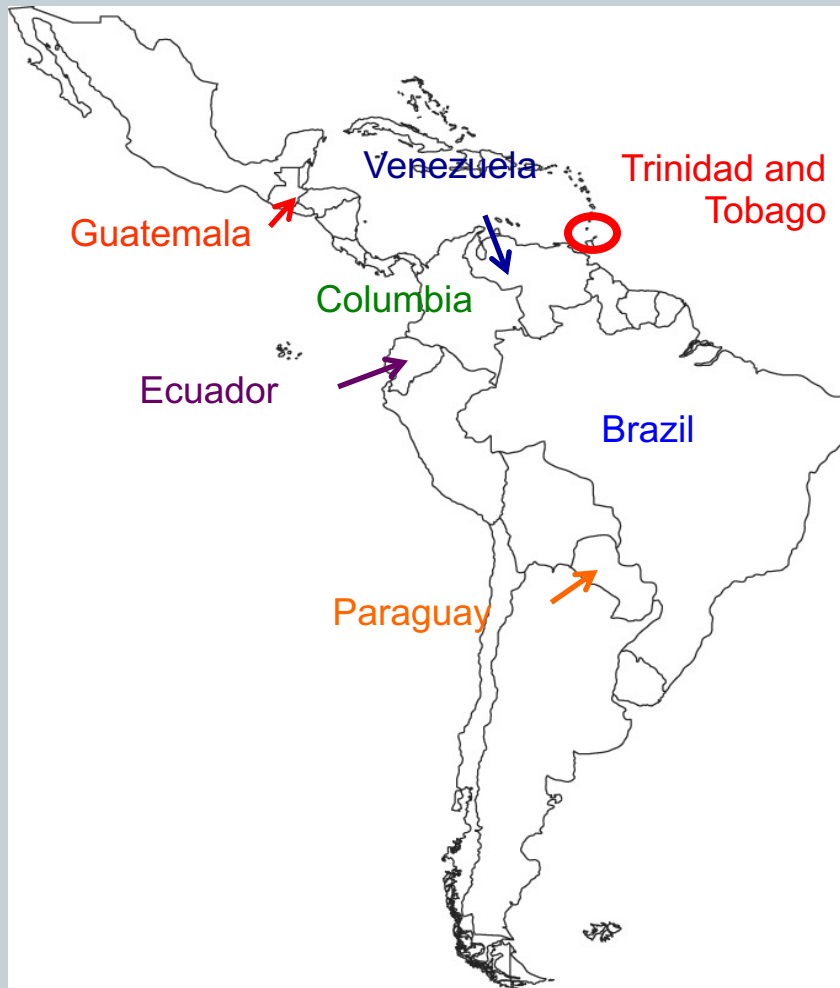 Venezuela
Trinidad and
Tobago
Guatemala
Columbia
Ecuador
Brazil
Paraguay